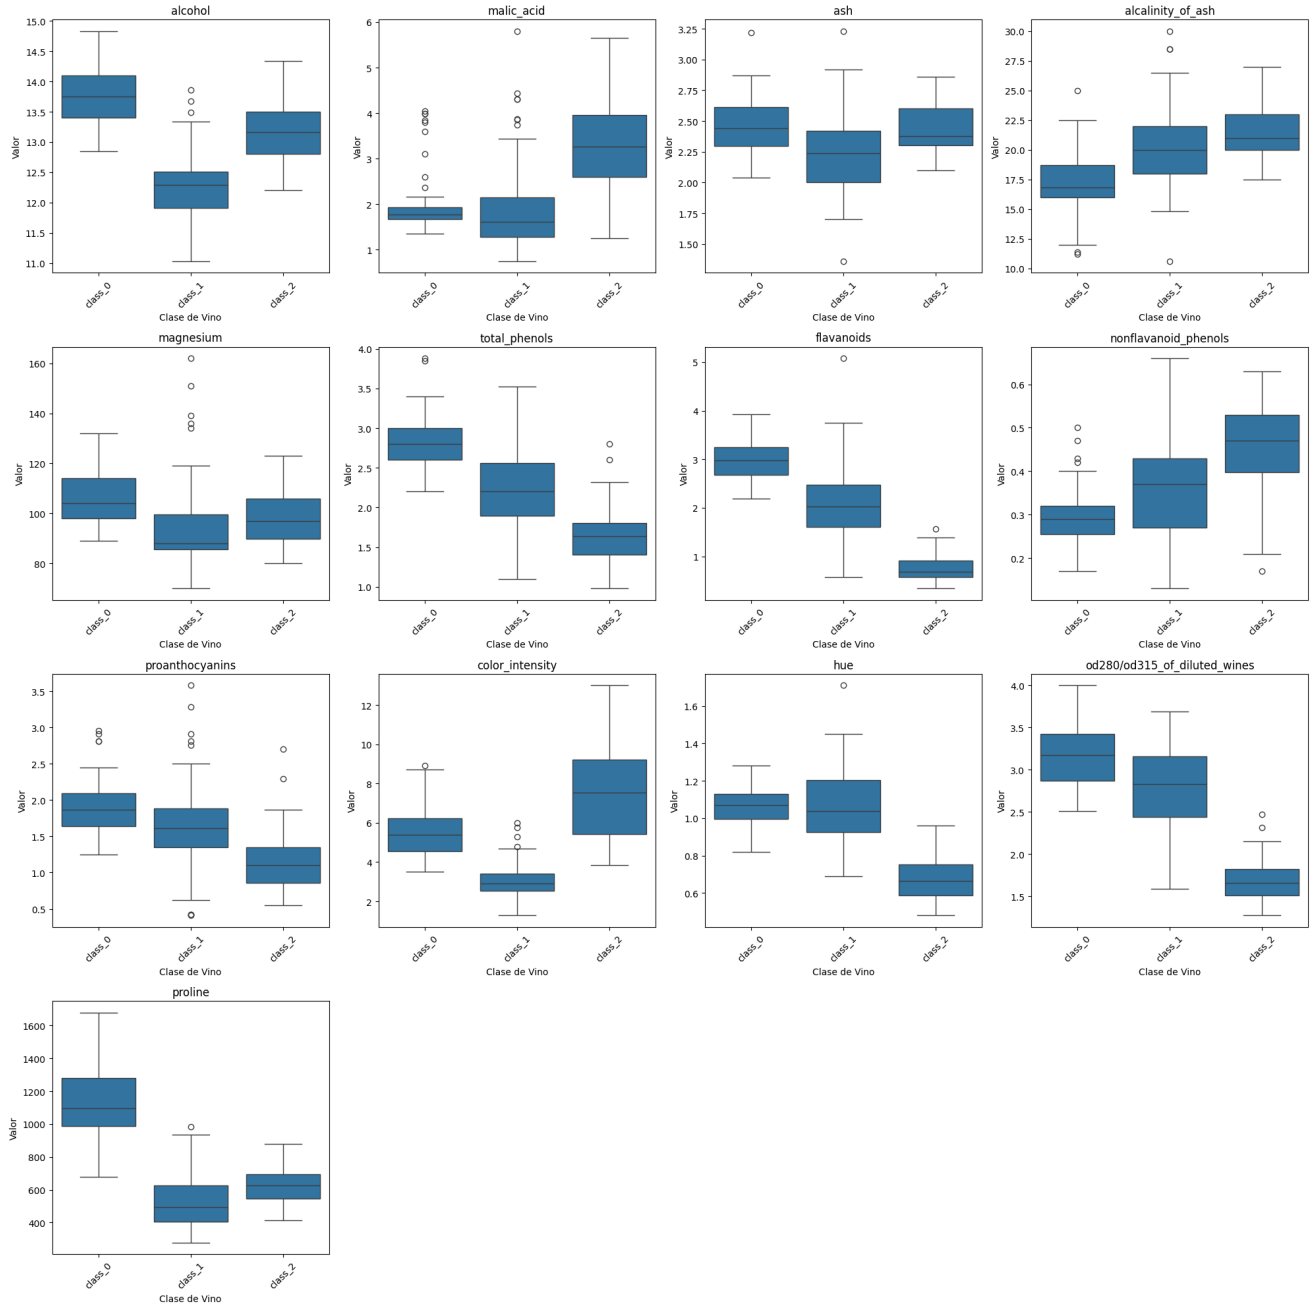 alcohol
Valor
15.0
14.5
14.0
13.5
13.0
12.5
12.0
11.5
11.0
class_0
class_1
class_2
Clase de Vino
malic_acid
Valor
6
5
4
3
2
1
class_0
class_1
class_2
Clase de Vino
ash
Valor
3.25
3.00
2.75
2.50
2.25
2.00
1.75
1.50
class_0
class_1
class_2
Clase de Vino
alcalinity_of_ash
Valor
30.0
27.5
25.0
22.5
20.0
17.5
15.0
12.5
10.0
class_0
class_1
class_2
Clase de Vino
magnesium
Valor
160
140
120
100
80
class_0
class_1
class_2
Clase de Vino
total_phenols
Valor
4.0
3.5
3.0
2.5
2.0
1.5
1.0
class_0
class_1
class_2
Clase de Vino
flavanoids
Valor
5
4
3
2
1
class_0
class_1
class_2
Clase de Vino
nonflavanoid_phenols
Valor
0.6
0.5
0.4
0.3
0.2
class_0
class_1
class_2
Clase de Vino
proanthocyanins
Valor
3.5
3.0
2.5
2.0
1.5
1.0
0.5
class_0
class_1
class_2
Clase de Vino
color_intensity
Valor
12
10
8
6
4
2
class_0
class_1
class_2
Clase de Vino
hue
Valor
1.6
1.4
1.2
1.0
0.8
0.6
class_0
class_1
class_2
Clase de Vino
od280/od315_of_diluted_wines
Valor
4.0
3.5
3.0
2.5
2.0
1.5
class_0
class_1
class_2
Clase de Vino
proline
Valor
1600
1400
1200
1000
800
600
400
class_0
class_1
class_2
Clase de Vino